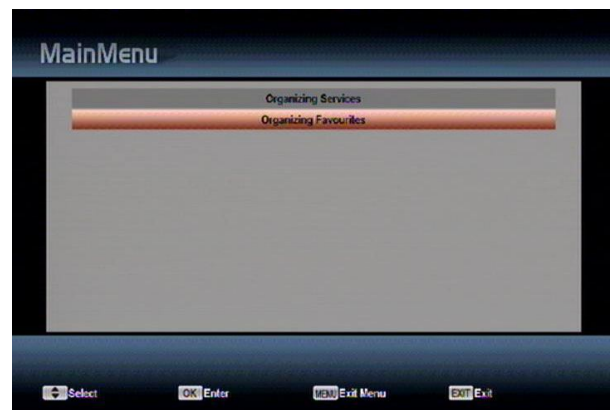 MainMenu
Organizing Services
Organizing Favourites
Select OK Enter MENU Exit Menu EXIT Exit